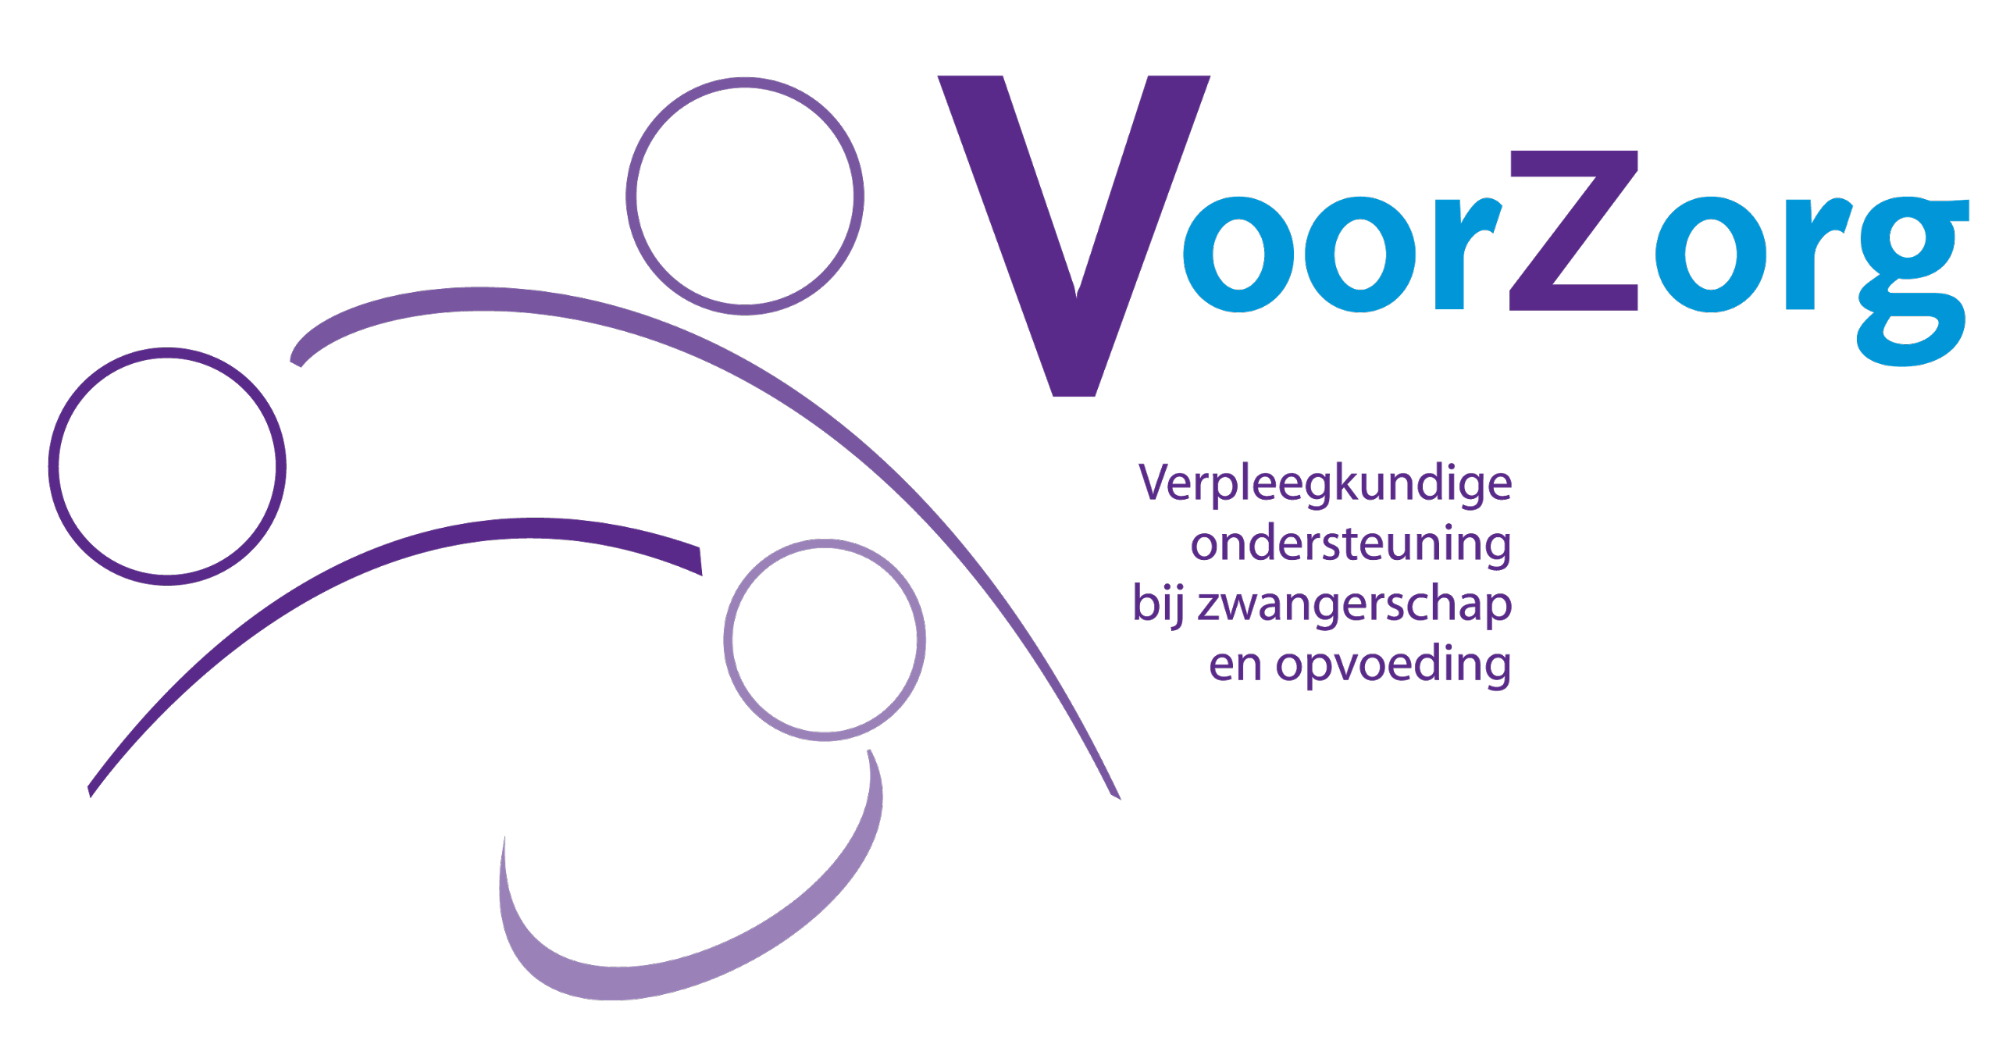 VoorZorg
Verpleegkundige
ondersteuning
bij zwangerschap
en opvoeding